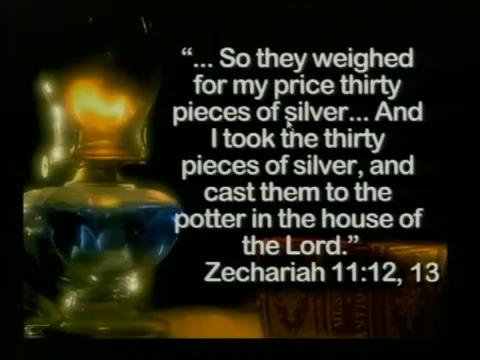 “... So they weighed
for my price thirty
pieces of silver... And
I took the thirty
pieces of silver, and
cast them to the
potter in the house of
the Lord.”
Zechariah 11:12, 13